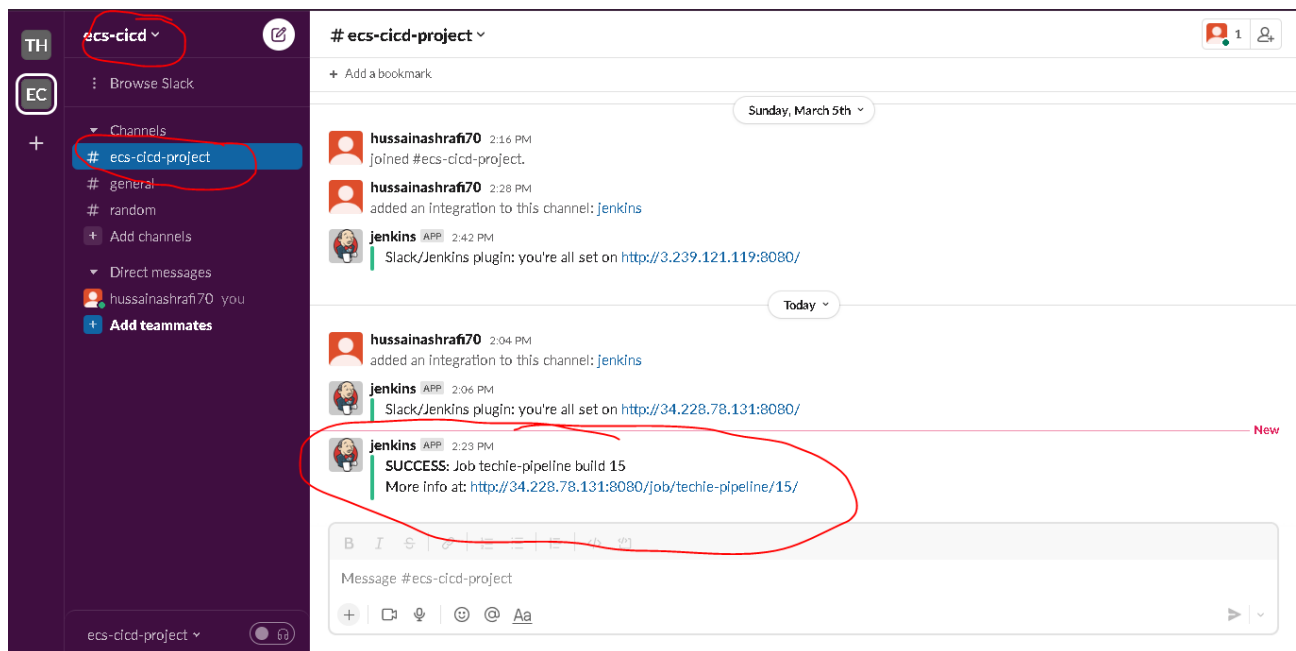 TH
EC
+
ecs-cicd
Browse Slack
Channels
# ecs-cicd-project
# general
# random
+ Add channels
Direct messages
hussainashrafi70 you
+ Add teammates
ecs-cicd-project
# ecs-cicd-project
1
+ Add a bookmark
Sunday, March 5th
hussainashrafi70 2:16 PM
joined #ecs-cicd-project.
hussainashrafi70 2:28 PM
added an integration to this channel: jenkins
jenkins APP 2:42 PM
Slack/Jenkins plugin: you're all set on http://3.239.121.119:8080/
Today
hussainashrafi70 2:04 PM
added an integration to this channel: jenkins
jenkins APP 2:06 PM
Slack/Jenkins plugin: you're all set on http://34.228.78.131:8080/
New
jenkins APP 2:23 PM
SUCCESS: Job techie-pipeline build 15
More info at: http://34.228.78.131:8080/job/techie-pipeline/15/
B I S
Message #ecs-cicd-project
+ @ Aa